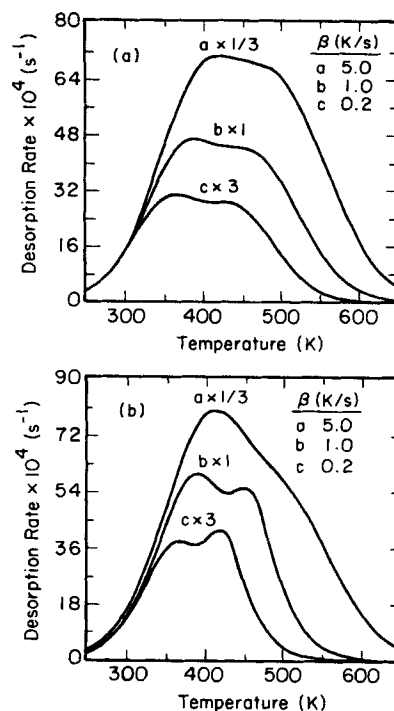 80
64
48
32
16
0
Desorption Rate × 10⁴ (s⁻¹)
(a)
a × 1/3
b × 1
c × 3
β (K/s)
a 5.0
b 1.0
c 0.2
300 400 500 600
Temperature (K)
90
72
54
36
18
0
Desorption Rate × 10⁴ (s⁻¹)
(b)
a × 1/3
b × 1
c × 3
β (K/s)
a 5.0
b 1.0
c 0.2
300 400 500 600
Temperature (K)